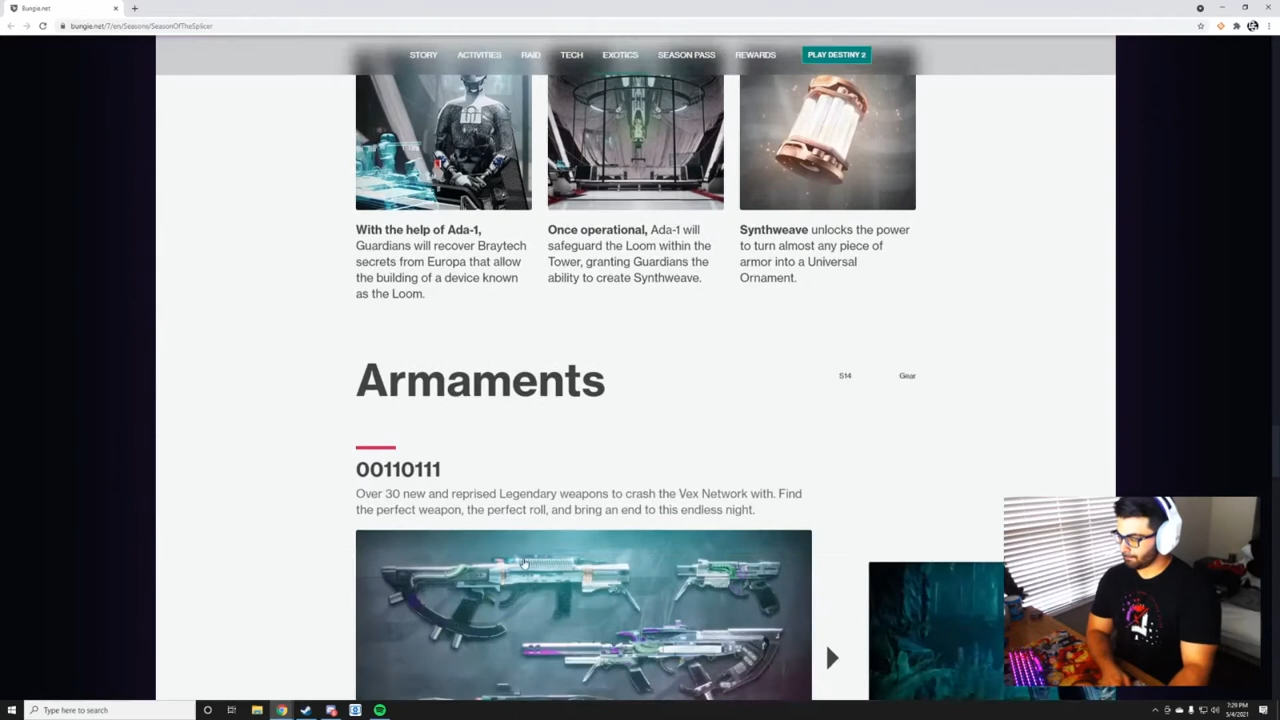 Bungie.net
bungie.net/7/en/Seasons/SeasonOfTheSplicer
STORY ACTIVITIES RAID TECH EXOTICS SEASON PASS REWARDS PLAY DESTINY 2
With the help of Ada-1,
Guardians will recover Braytech
secrets from Europa that allow
the building of a device known
as the Loom.
Once operational, Ada-1 will
safeguard the Loom within the
Tower, granting Guardians the
ability to create Synthweave.
Synthweave unlocks the power
to turn almost any piece of
armor into a Universal
Ornament.
Armaments
S14 Gear
00110111
Over 30 new and reprised Legendary weapons to crash the Vex Network with. Find
the perfect weapon, the perfect roll, and bring an end to this endless night.
Type here to search
7:29 PM
5/4/2021